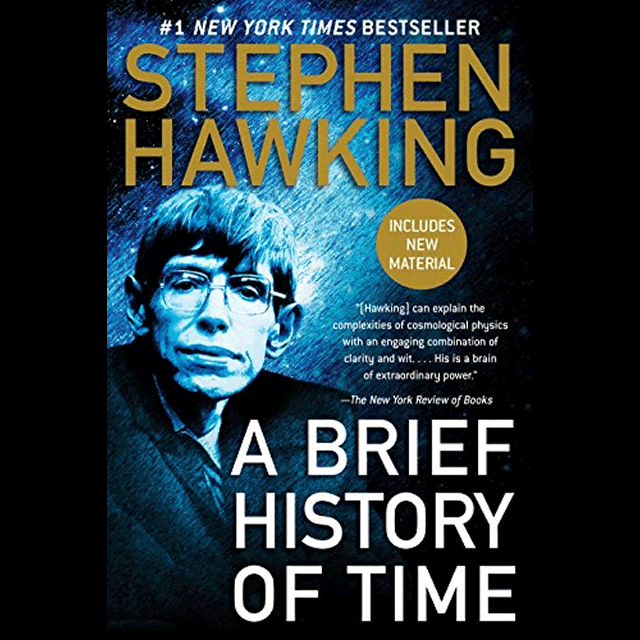 #1 NEW YORK TIMES BESTSELLER
STEPHEN
HAWKING
INCLUDES
NEW
MATERIAL
"[Hawking] can explain the
complexities of cosmological physics
with an engaging combination of
clarity and wit. . . . His is a brain
of extraordinary power."
—The New York Review of Books
A BRIEF
HISTORY
OF TIME